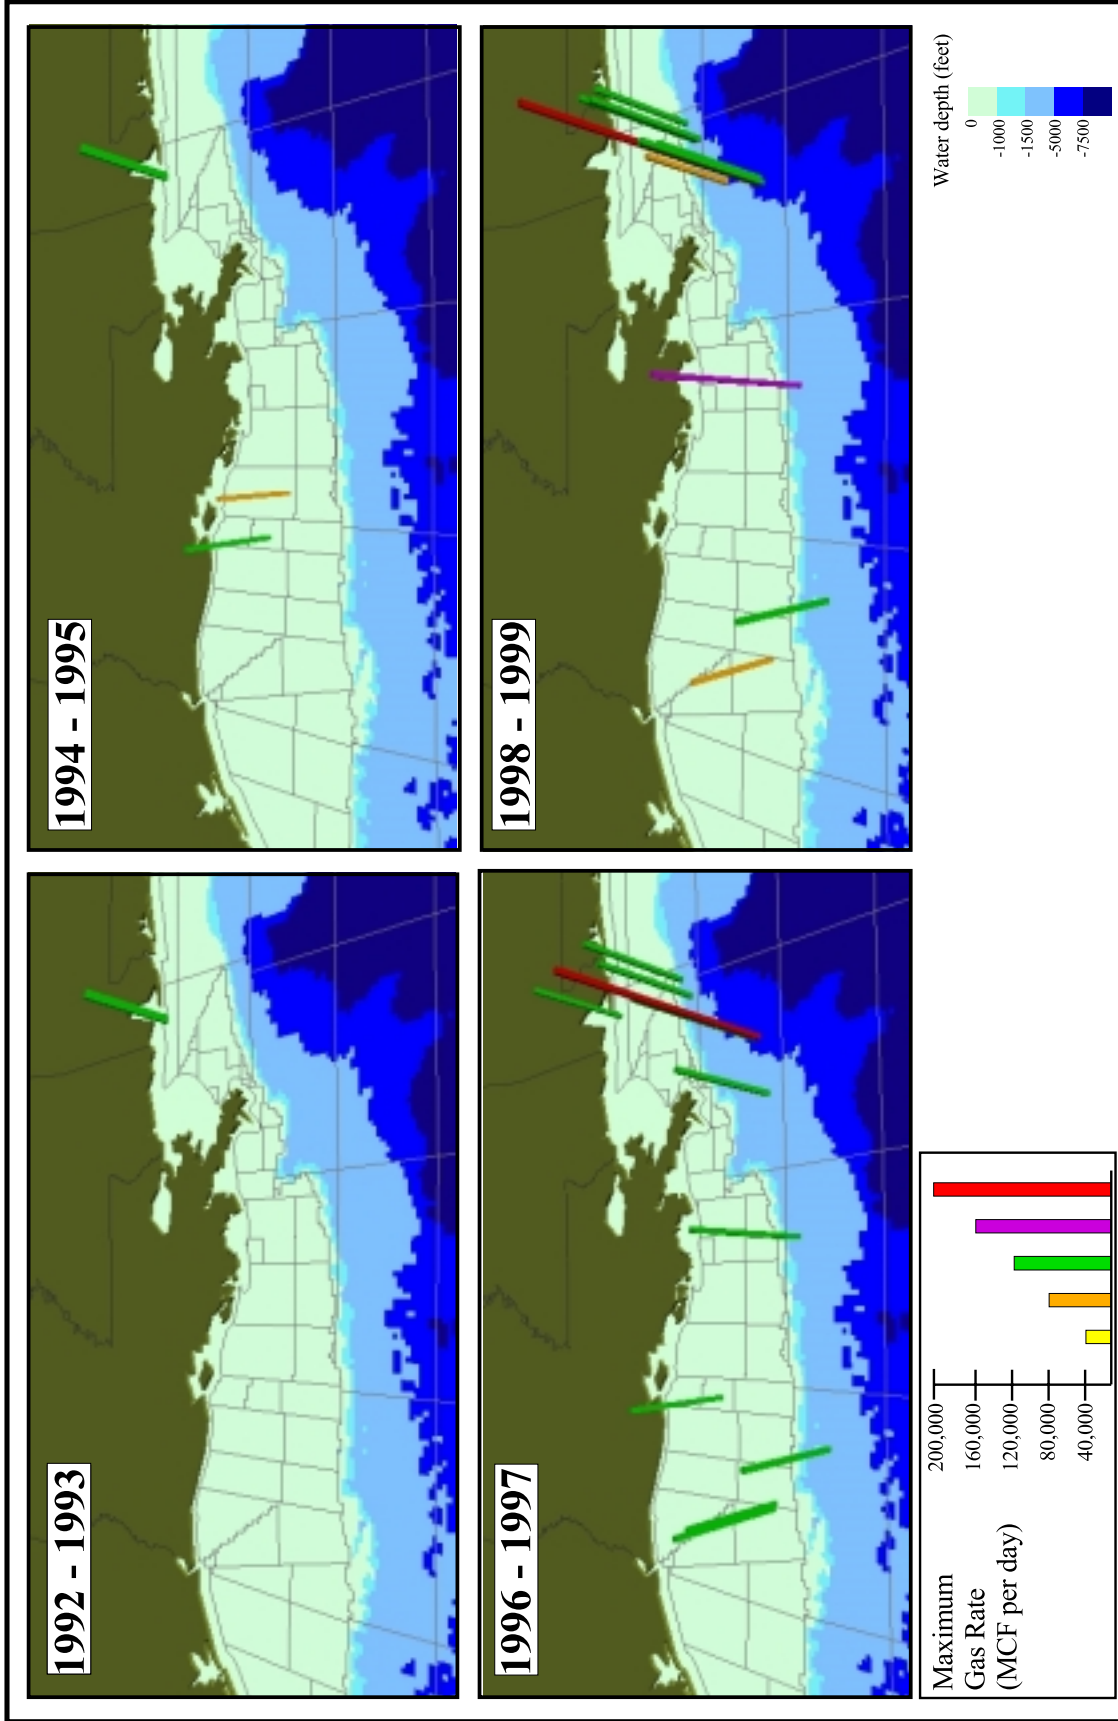 1992 - 1993
1994 - 1995
1996 - 1997
1998 - 1999
Maximum
Gas Rate
(MCF per day)
200,000
160,000
120,000
80,000
40,000
Water depth (feet)
0
-1000
-1500
-5000
-7500